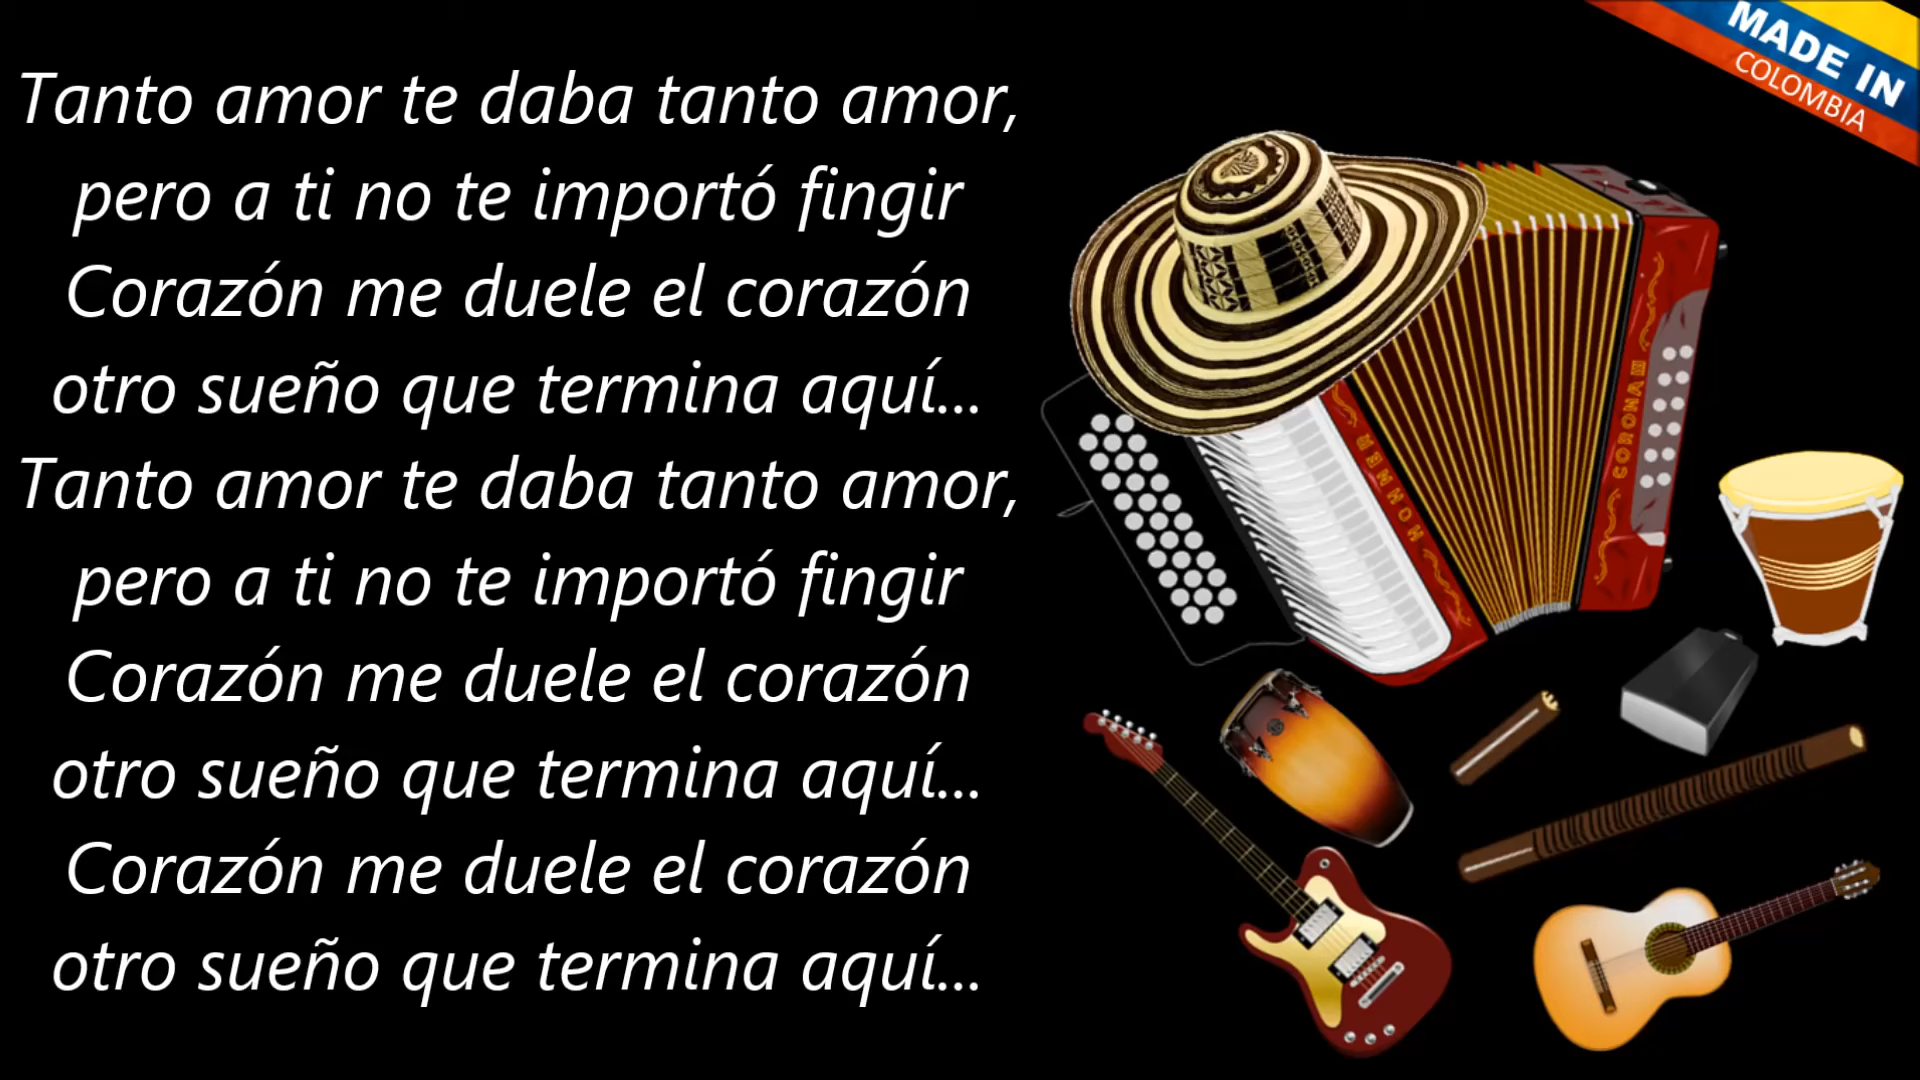 Tanto amor te daba tanto amor,
pero a ti no te importó fingir
Corazón me duele el corazón
otro sueño que termina aquí...
Tanto amor te daba tanto amor,
pero a ti no te importó fingir
Corazón me duele el corazón
otro sueño que termina aquí...
Corazón me duele el corazón
otro sueño que termina aquí...
MADE IN
COLOMBIA
HOHNER
CORONA III